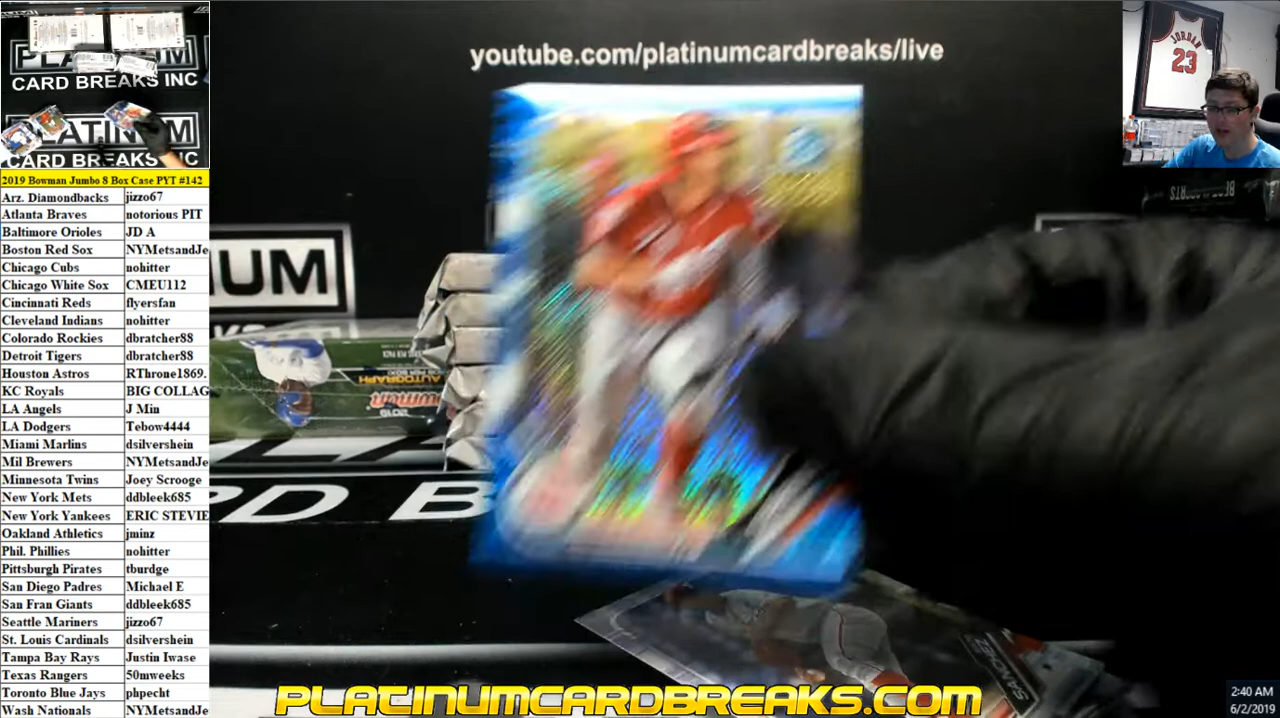 youtube.com/platinumcardbreaks/live
CARD BREAKS INC
CARD BREAKS INC
JORDAN
23
2019 Bowman Jumbo 8 Box Case PYT #142
Arz. Diamondbacks jizzo67
Atlanta Braves notorious PIT
Baltimore Orioles JD A
Boston Red Sox NYMetsandJe
Chicago Cubs nohitter
Chicago White Sox CMEU112
Cincinnati Reds flyersfan
Cleveland Indians nohitter
Colorado Rockies dbratcher88
Detroit Tigers dbratcher88
Houston Astros RThrone1869.
KC Royals BIG COLLAG
LA Angels J Min
LA Dodgers Tebow4444
Miami Marlins dsilvershein
Mil Brewers NYMetsandJe
Minnesota Twins Joey Scrooge
New York Mets ddbleek685
New York Yankees ERIC STEVIE
Oakland Athletics jminz
Phil. Phillies nohitter
Pittsburgh Pirates tburdge
San Diego Padres Michael E
San Fran Giants ddbleek685
Seattle Mariners jizzo67
St. Louis Cardinals dsilvershein
Tampa Bay Rays Justin Iwase
Texas Rangers 50mweeks
Toronto Blue Jays phpecht
Wash Nationals NYMetsandJe
NUM
AUTOGRAPH
Bowman
2019
RD B
SANCHEZ
PLATINUMCARDBREAKS.COM
2:40 AM
6/2/2019